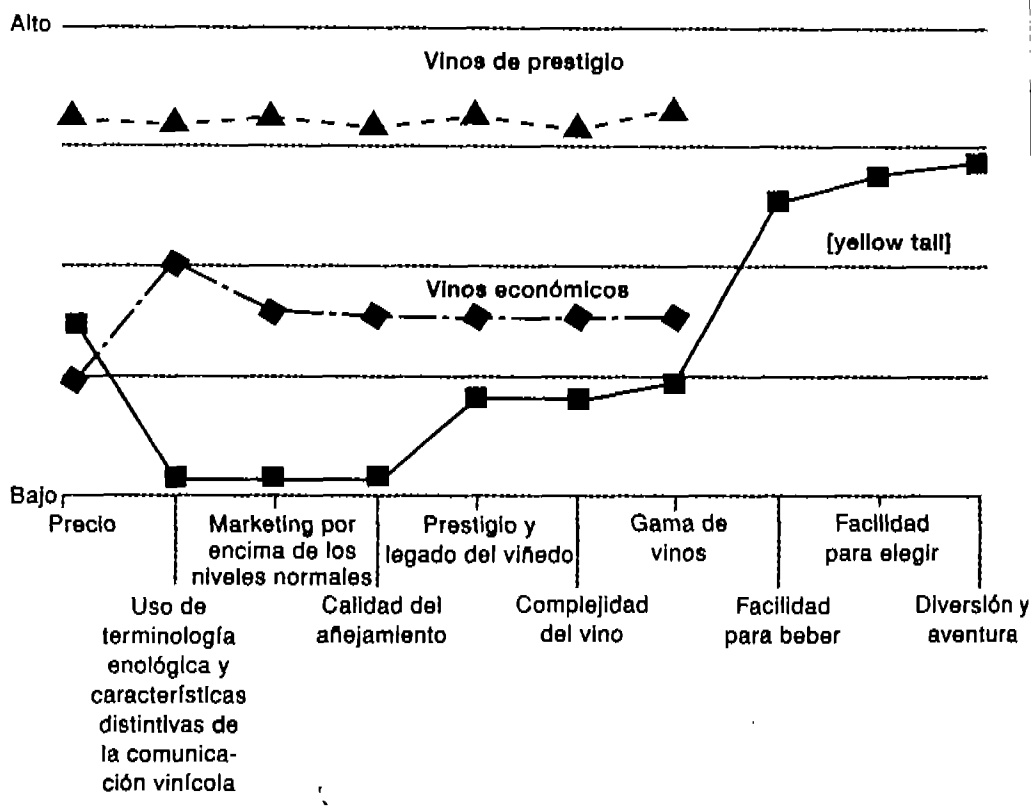 Alto
Vinos de prestigio
[yellow tail]
Vinos económicos
Bajo
Precio
Marketing por
encima de los
niveles normales
Prestigio y
legado del viñedo
Gama de
vinos
Facilidad
para elegir
Uso de
terminología
enológica y
características
distintivas de
la comunica-
ción vinícola
Calidad del
añejamiento
Complejidad
del vino
Facilidad
para beber
Diversión y
aventura